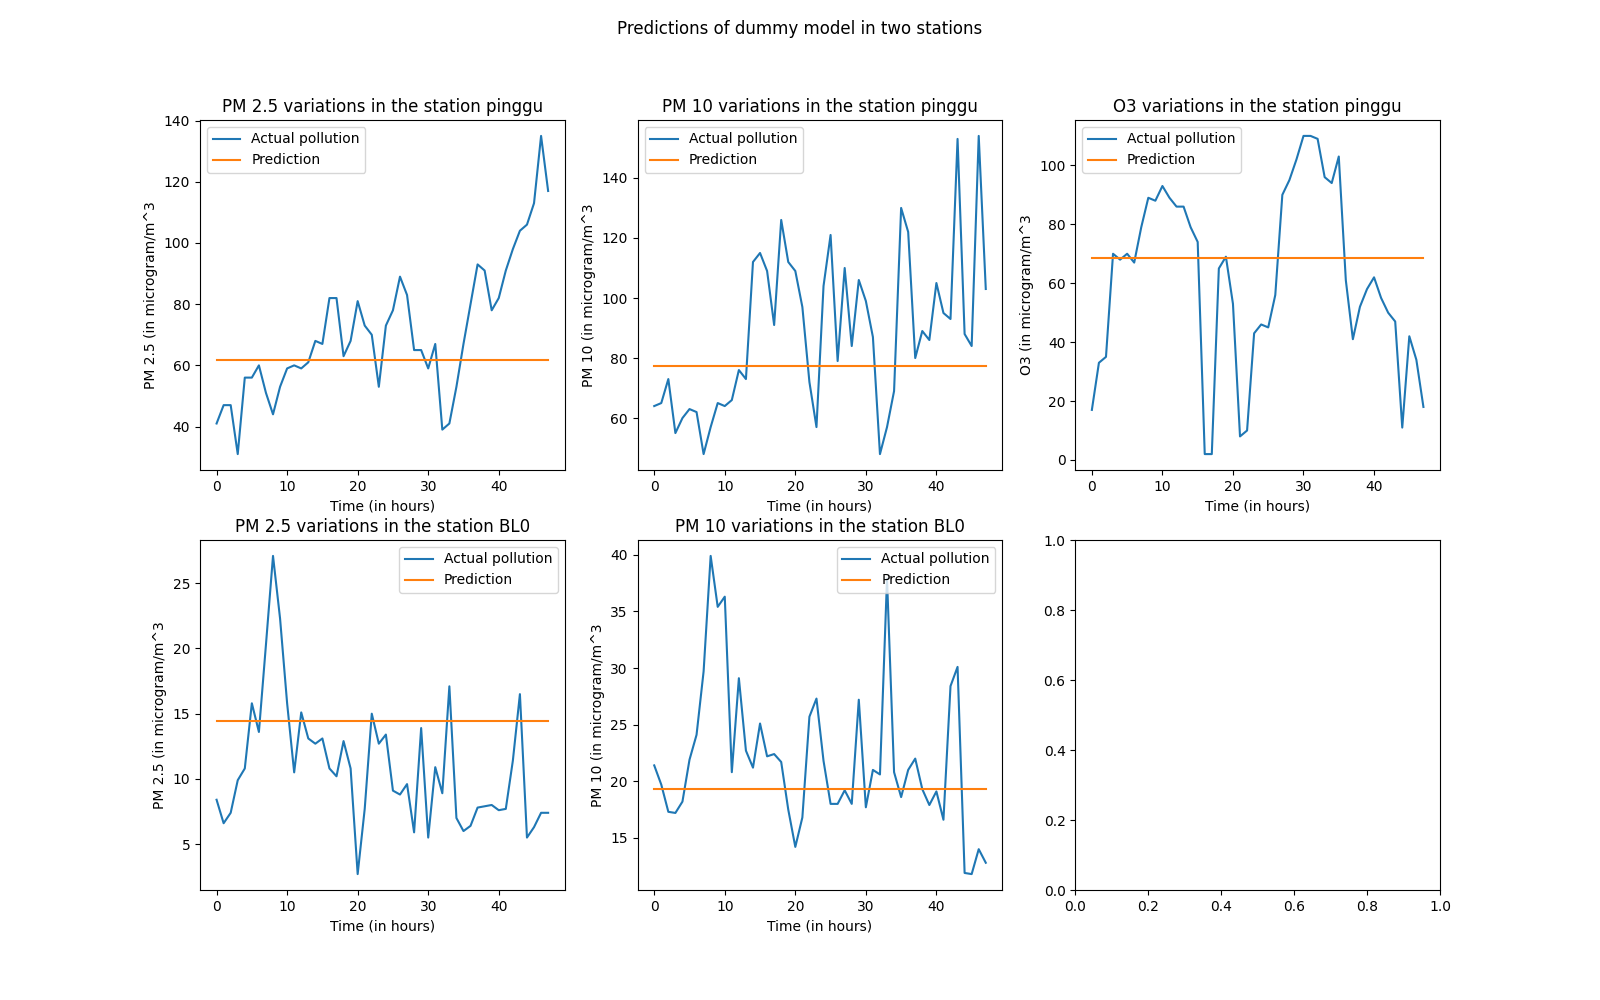 Predictions of dummy model in two stations
PM 2.5 variations in the station pinggu
PM 2.5 (in microgram/m^3
140
120
100
80
60
40
Actual pollution
Prediction
0 10 20 30 40
Time (in hours)
PM 10 variations in the station pinggu
PM 10 (in microgram/m^3
140
120
100
80
60
Actual pollution
Prediction
0 10 20 30 40
Time (in hours)
O3 variations in the station pinggu
O3 (in microgram/m^3
100
80
60
40
20
0
Actual pollution
Prediction
0 10 20 30 40
Time (in hours)
PM 2.5 variations in the station BL0
PM 2.5 (in microgram/m^3
25
20
15
10
5
Actual pollution
Prediction
0 10 20 30 40
Time (in hours)
PM 10 variations in the station BL0
PM 10 (in microgram/m^3
40
35
30
25
20
15
Actual pollution
Prediction
0 10 20 30 40
Time (in hours)
1.0
0.8
0.6
0.4
0.2
0.0
0.0 0.2 0.4 0.6 0.8 1.0